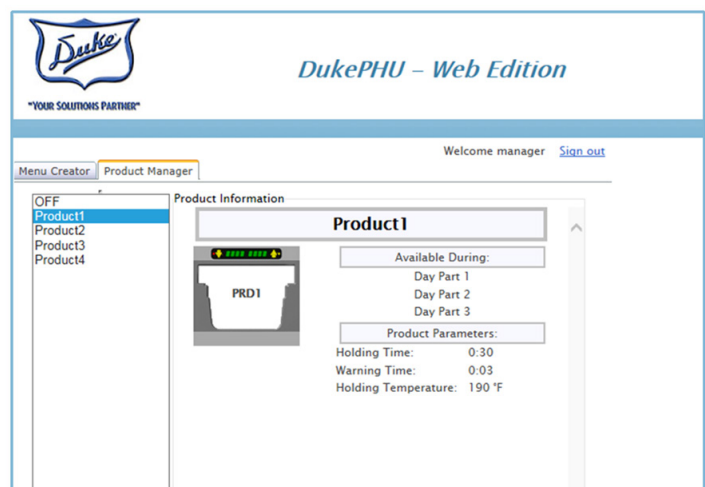 Duke
"YOUR SOLUTIONS PARTNER"
DukePHU – Web Edition
Welcome manager Sign out
Menu Creator Product Manager
OFF
Product1
Product2
Product3
Product4
Product Information
Product1
PRD1
Available During:
Day Part 1
Day Part 2
Day Part 3
Product Parameters:
Holding Time: 0:30
Warning Time: 0:03
Holding Temperature: 190 °F